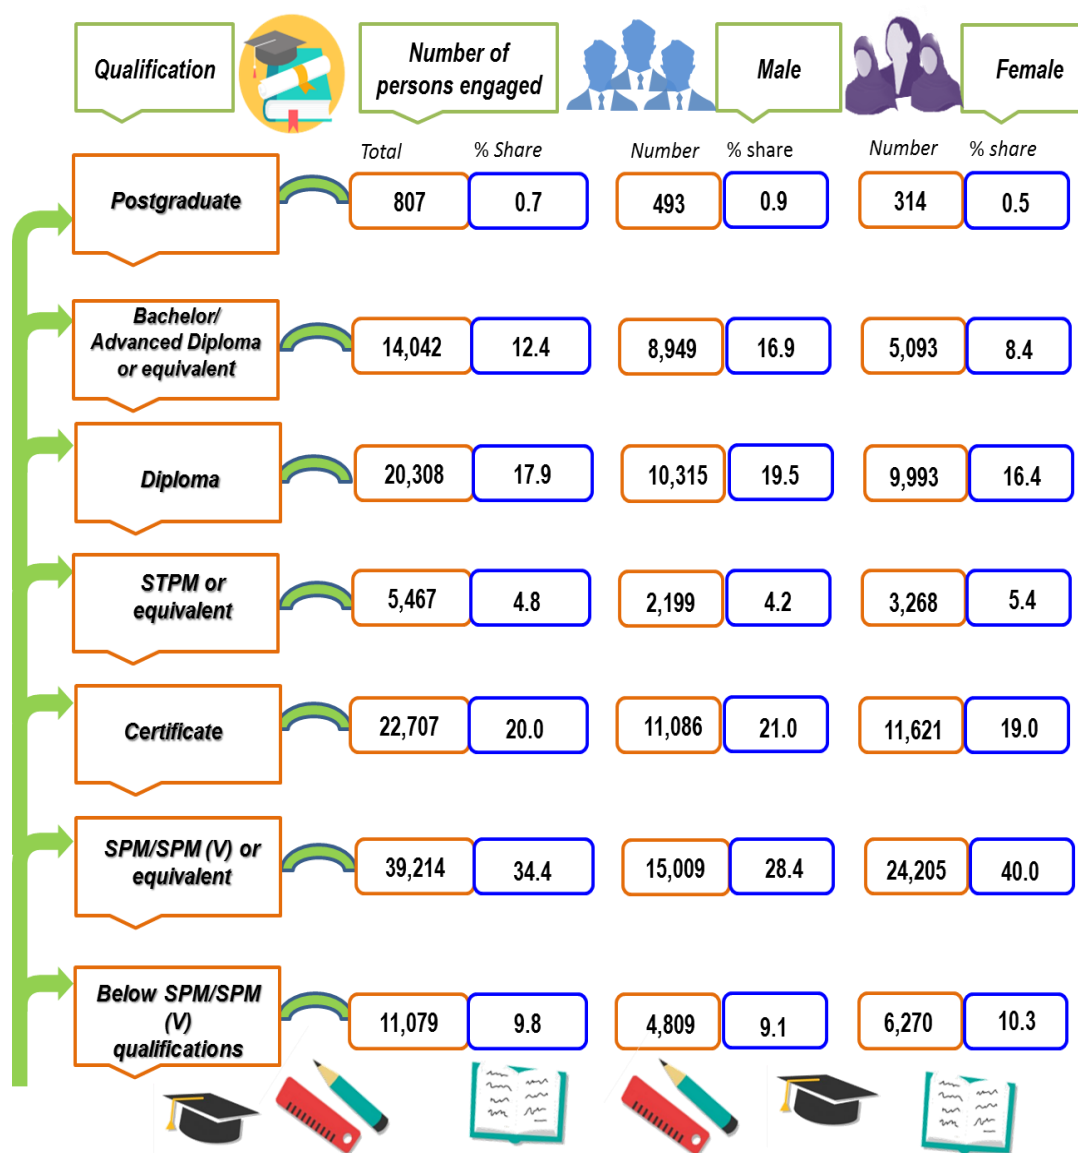 Qualification
Number of
persons engaged
Male
Female
Total
% Share
Number
% share
Number
% share
Postgraduate
807
0.7
493
0.9
314
0.5
Bachelor/
Advanced Diploma
or equivalent
14,042
12.4
8,949
16.9
5,093
8.4
Diploma
20,308
17.9
10,315
19.5
9,993
16.4
STPM or
equivalent
5,467
4.8
2,199
4.2
3,268
5.4
Certificate
22,707
20.0
11,086
21.0
11,621
19.0
SPM/SPM (V) or
equivalent
39,214
34.4
15,009
28.4
24,205
40.0
Below SPM/SPM
(V)
qualifications
11,079
9.8
4,809
9.1
6,270
10.3